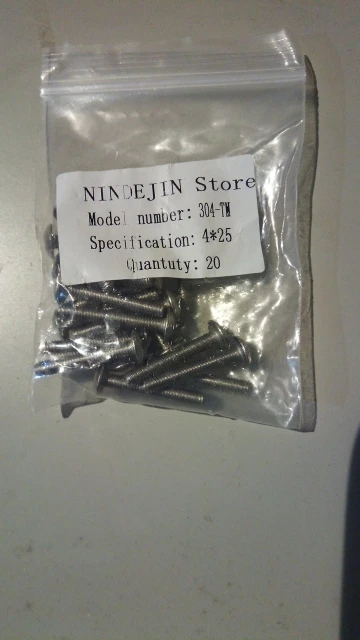 NINDEJIN Store
Model number: 304-TM
Specification: 4*25
Quantuty: 20